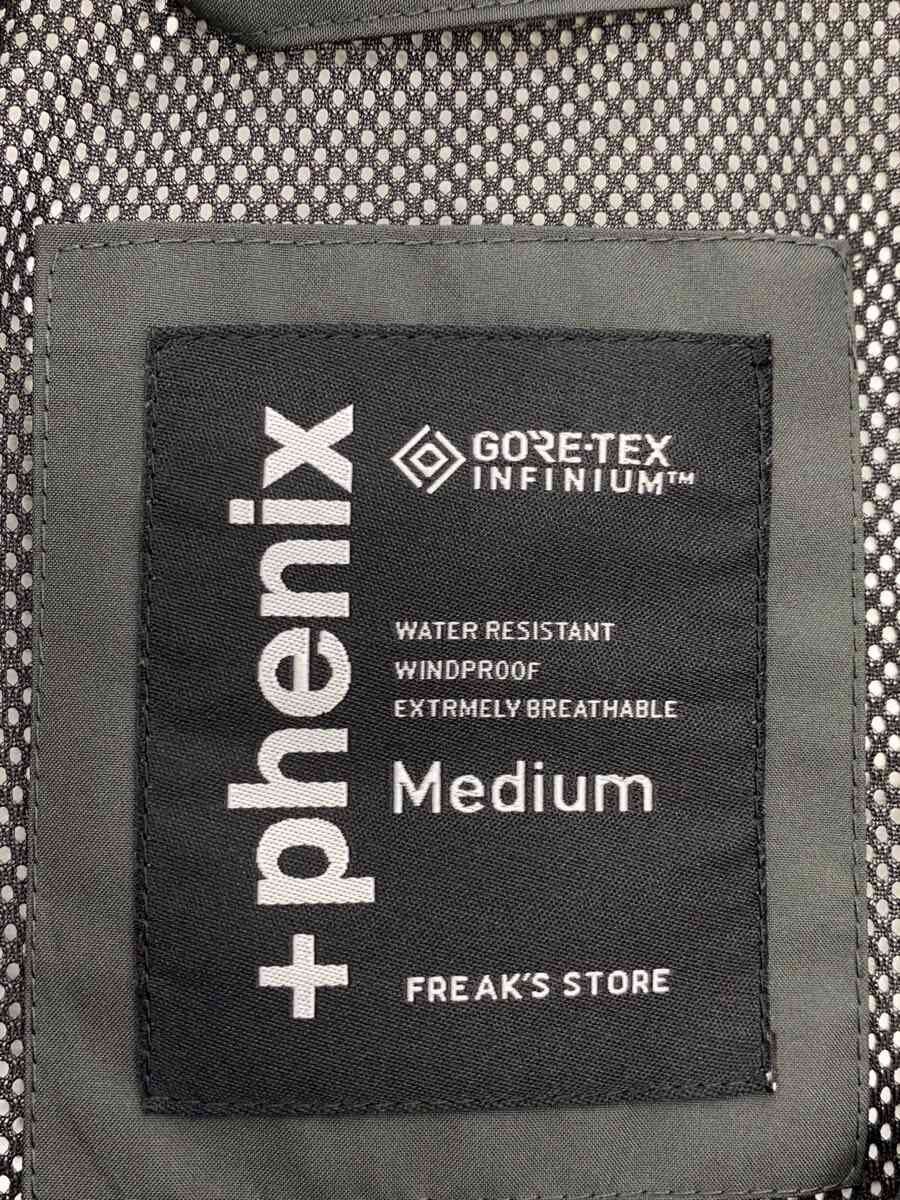 +phenix
GORE-TEX
INFINIUM™
WATER RESISTANT
WINDPROOF
EXTRMELY BREATHABLE
Medium
FREAK'S STORE